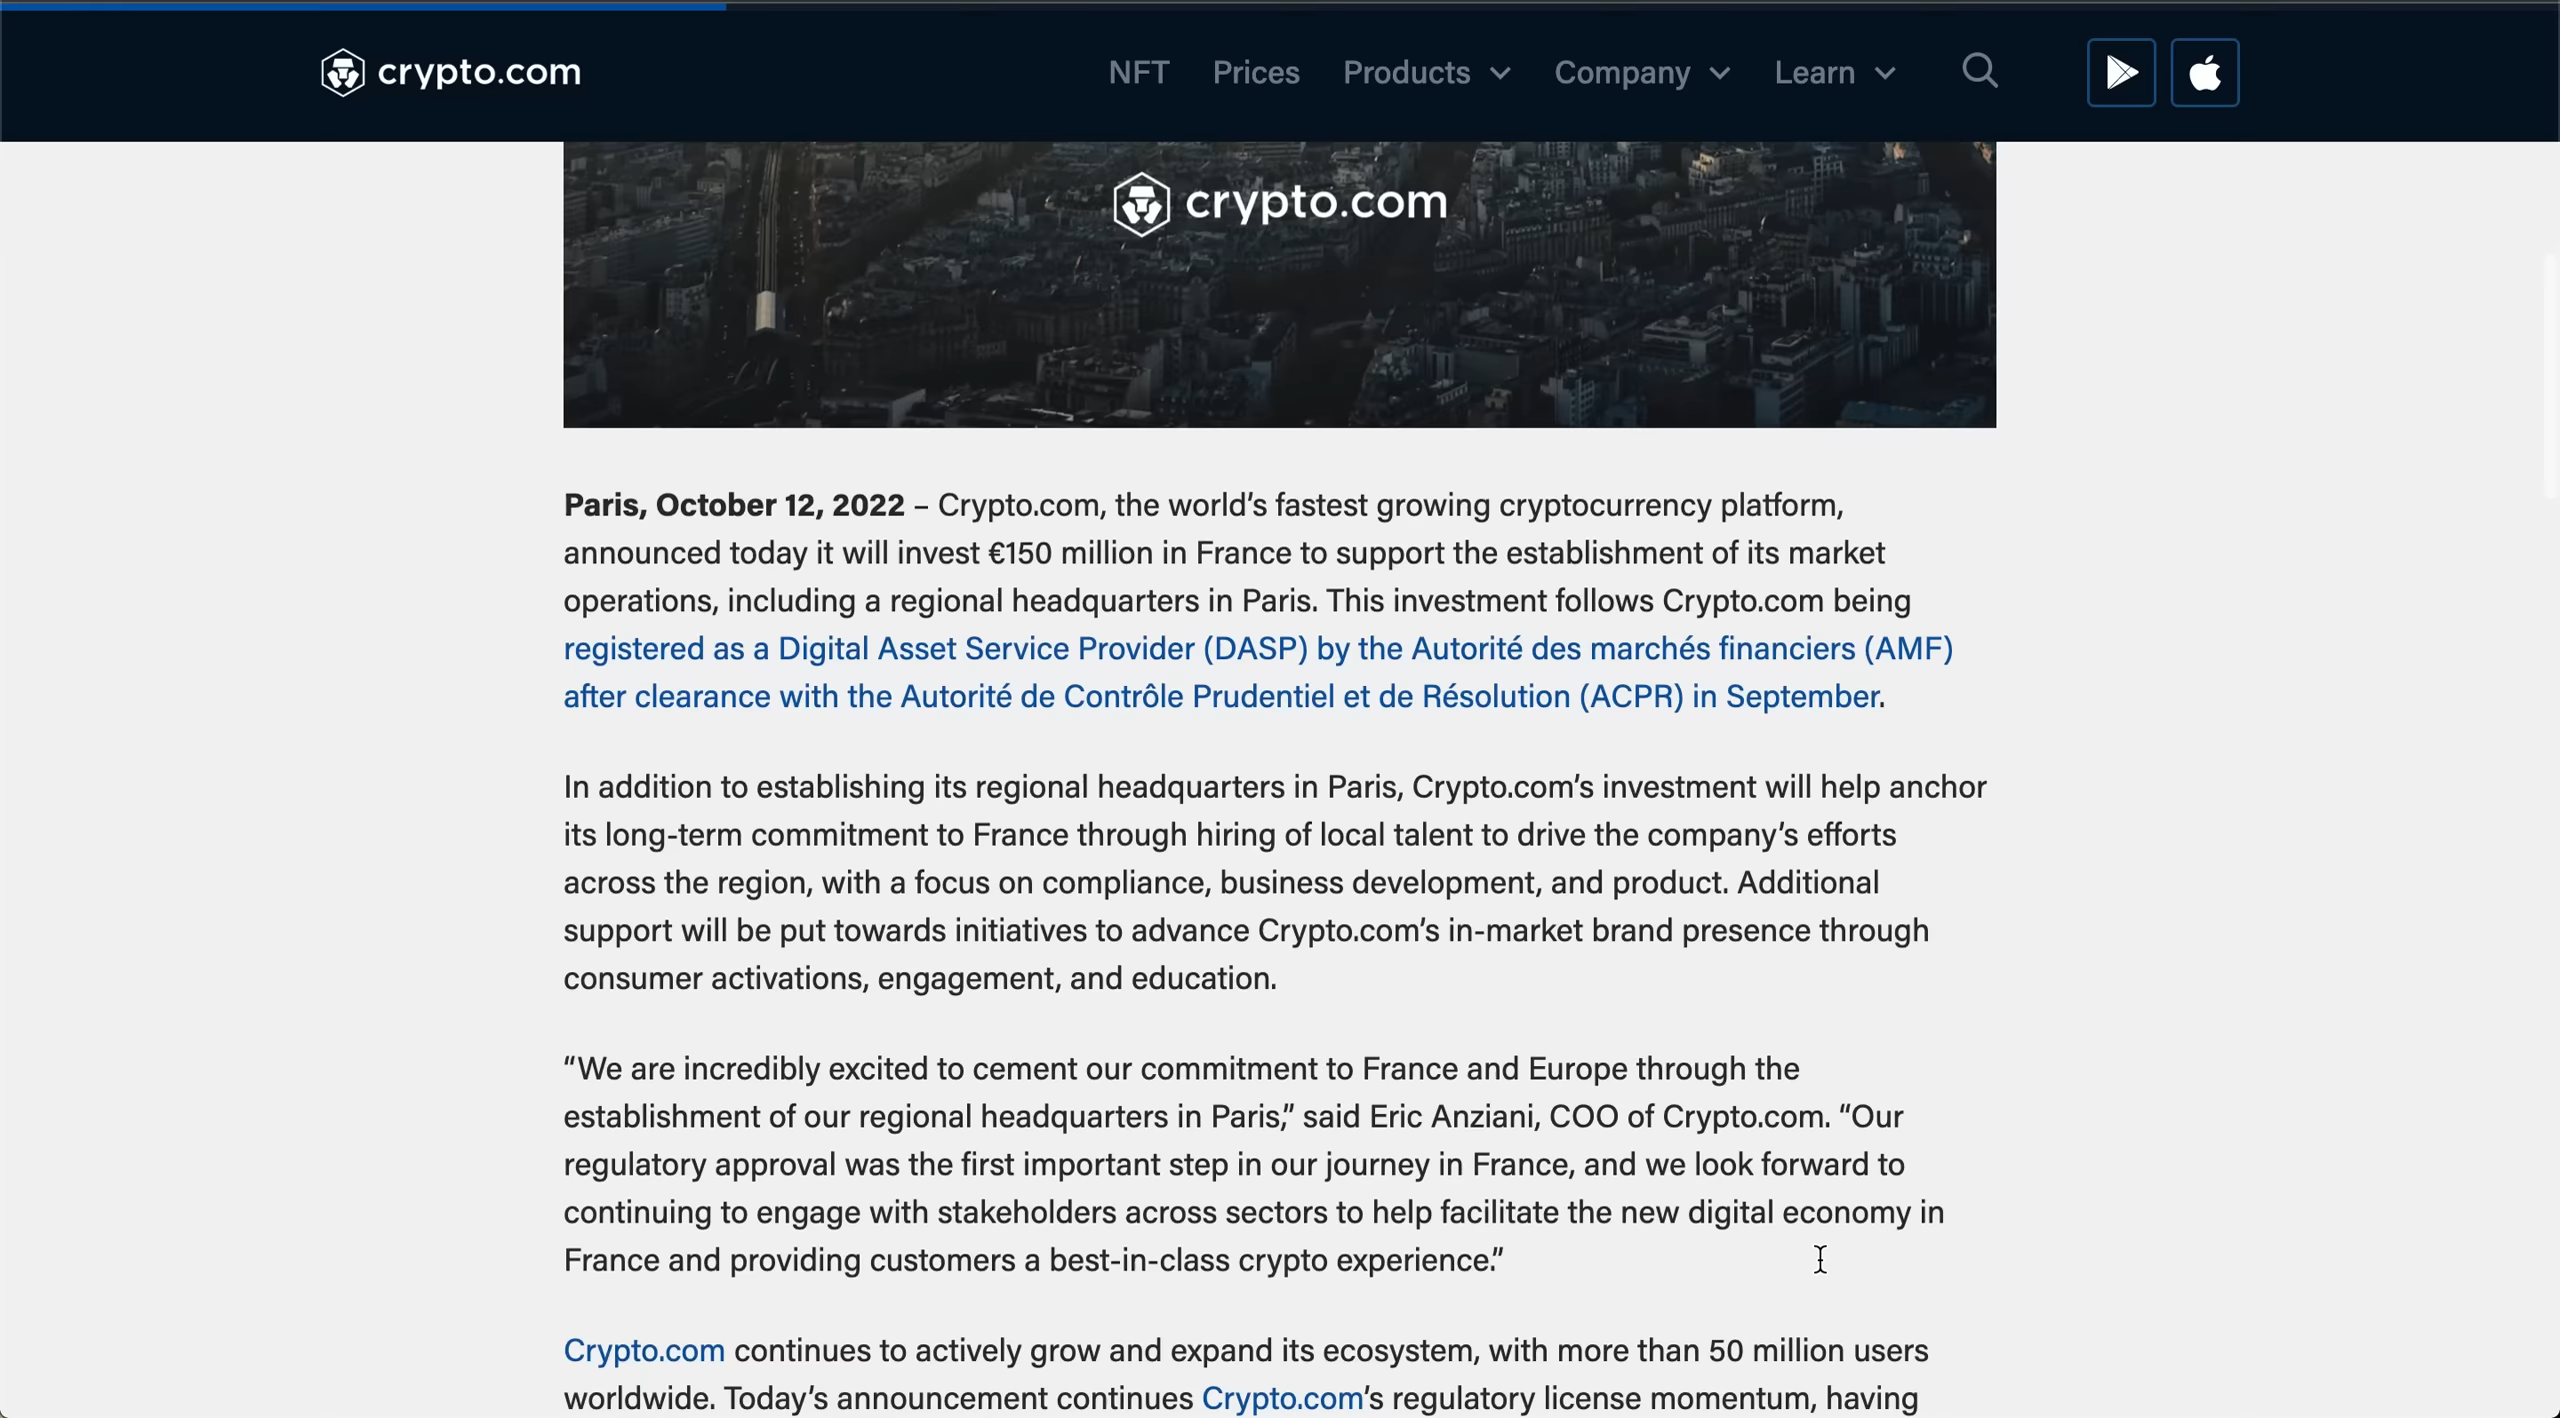 crypto.com
NFT
Prices
Products
Company
Learn
crypto.com
Paris, October 12, 2022 – Crypto.com, the world’s fastest growing cryptocurrency platform,
announced today it will invest €150 million in France to support the establishment of its market
operations, including a regional headquarters in Paris. This investment follows Crypto.com being
registered as a Digital Asset Service Provider (DASP) by the Autorité des marchés financiers (AMF)
after clearance with the Autorité de Contrôle Prudentiel et de Résolution (ACPR) in September.
In addition to establishing its regional headquarters in Paris, Crypto.com’s investment will help anchor
its long-term commitment to France through hiring of local talent to drive the company’s efforts
across the region, with a focus on compliance, business development, and product. Additional
support will be put towards initiatives to advance Crypto.com’s in-market brand presence through
consumer activations, engagement, and education.
“We are incredibly excited to cement our commitment to France and Europe through the
establishment of our regional headquarters in Paris,” said Eric Anziani, COO of Crypto.com. “Our
regulatory approval was the first important step in our journey in France, and we look forward to
continuing to engage with stakeholders across sectors to help facilitate the new digital economy in
France and providing customers a best-in-class crypto experience.”
Crypto.com continues to actively grow and expand its ecosystem, with more than 50 million users
worldwide. Today’s announcement continues Crypto.com’s regulatory license momentum, having